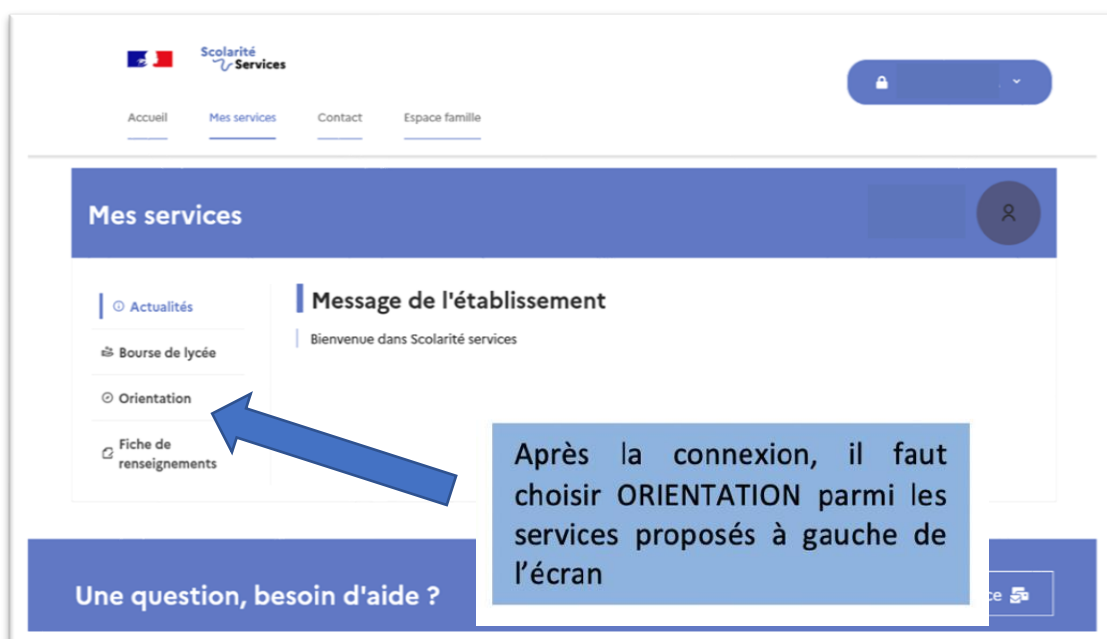 Scolarité
Services
Accueil
Mes services
Contact
Espace famille
Mes services
Actualités
Bourse de lycée
Orientation
Fiche de
renseignements
Message de l'établissement
Bienvenue dans Scolarité services
Après la connexion, il faut
choisir ORIENTATION parmi les
services proposés à gauche de
l'écran
Une question, besoin d'aide ?